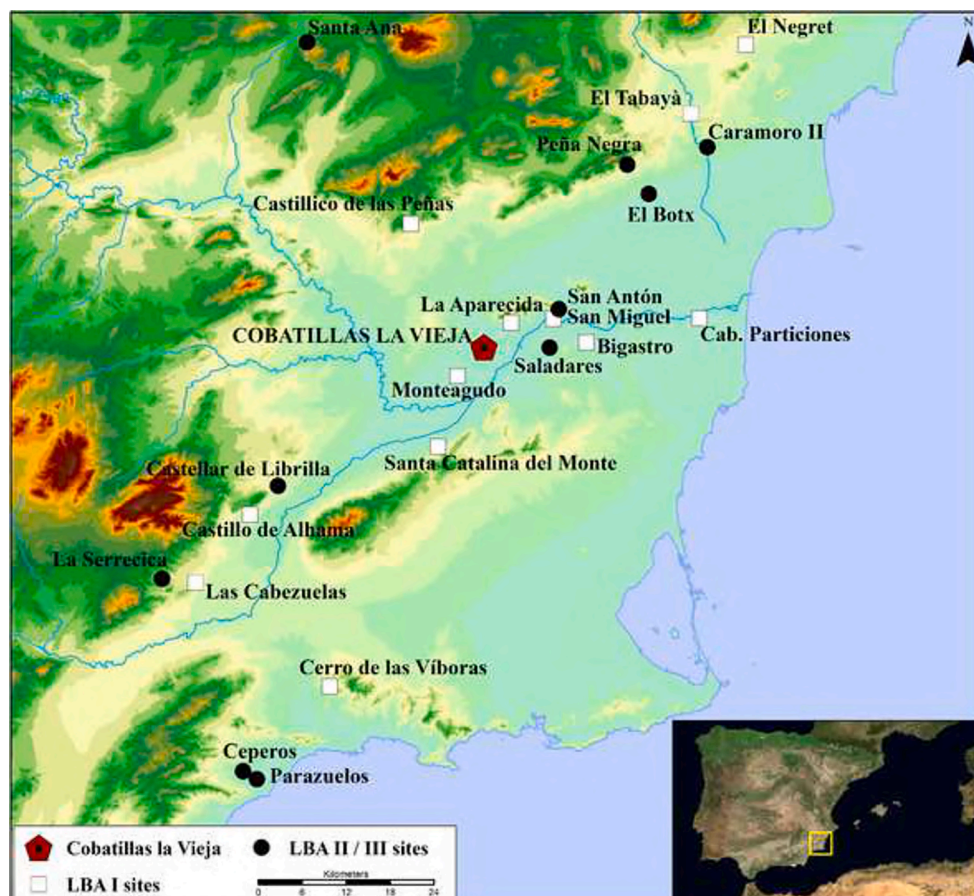 Santa Ana
El Negret
N
El Tabayà
Caramoro II
Peña Negra
El Botx
Castillico de las Peñas
San Antón
La Aparecida
San Miguel
Cab. Particiones
COBATILLAS LA VIEJA
Bigastro
Saladares
Monteagudo
Santa Catalina del Monte
Castellar de Librilla
Castillo de Alhama
La Serrecica
Las Cabezuelas
Cerro de las Víboras
Ceperos
Parazuelos
Cobatillas la Vieja
LBA II / III sites
LBA I sites
Kilometers
0 6 12 18 24